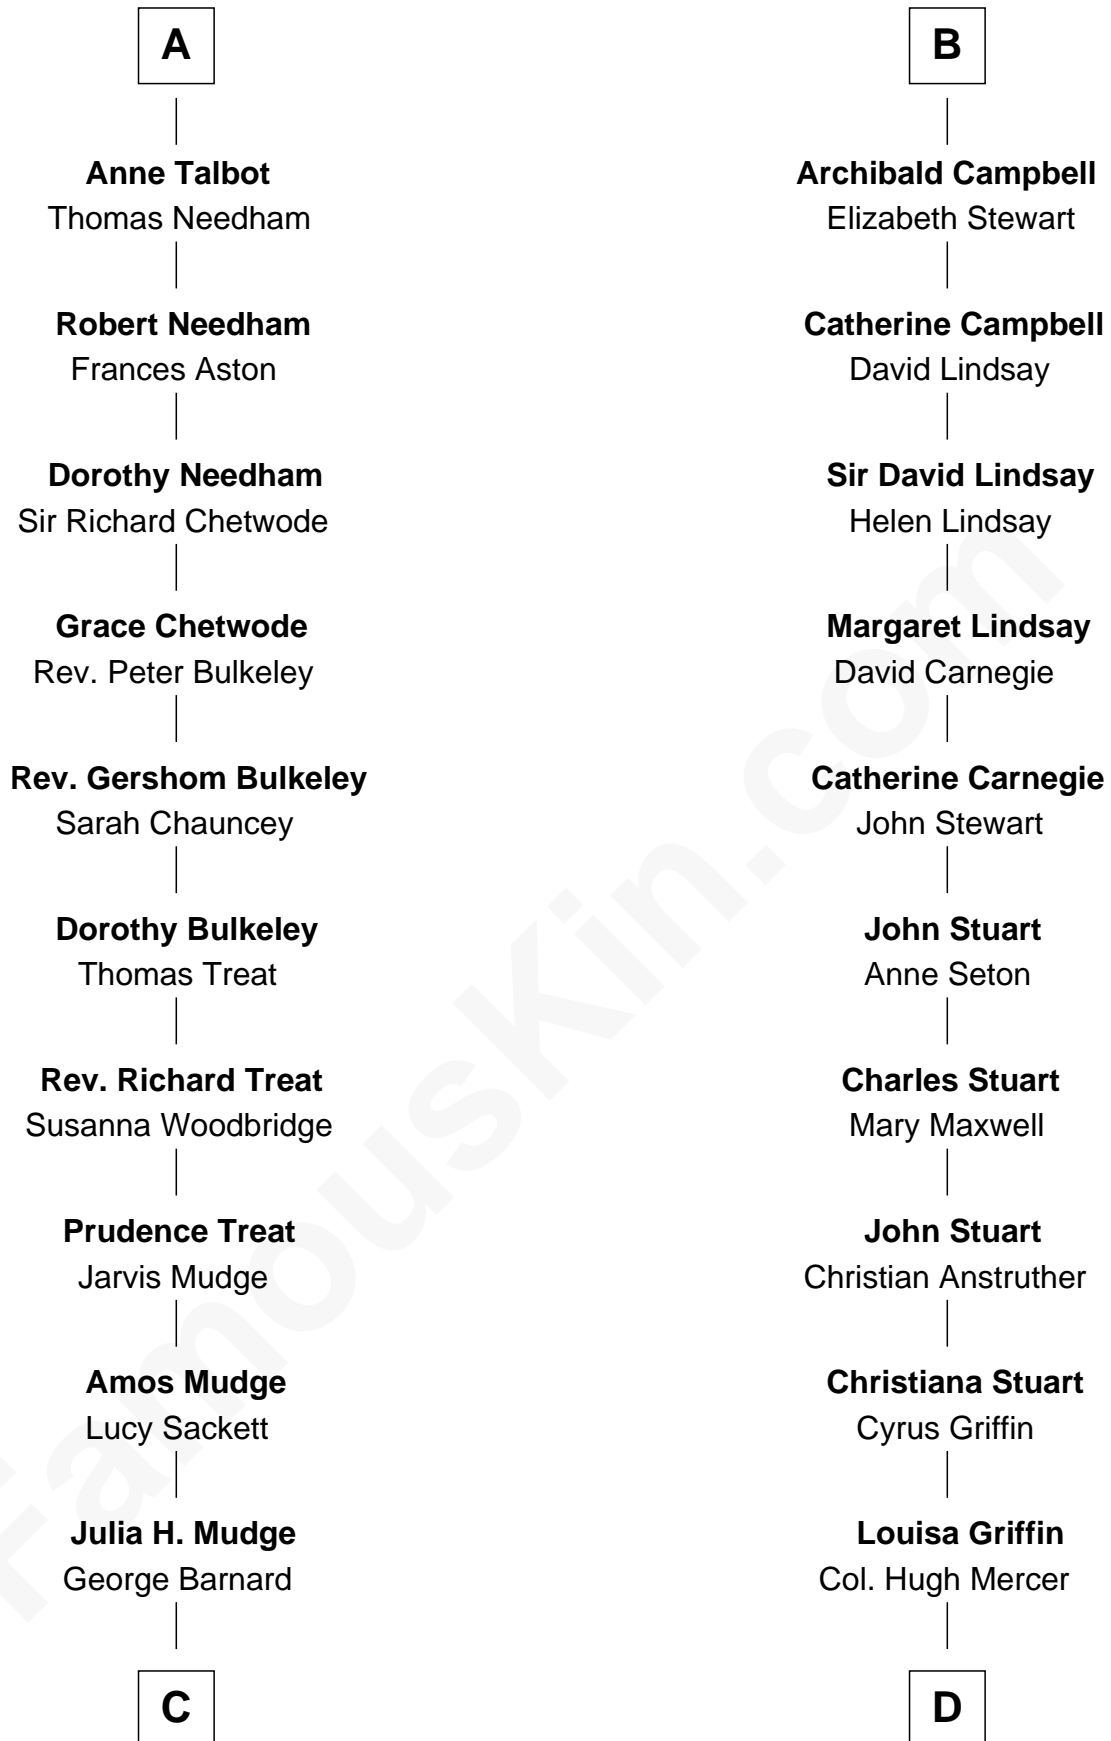 A
Anne Talbot
Thomas Needham
Robert Needham
Frances Aston
Dorothy Needham
Sir Richard Chetwode
Grace Chetwode
Rev. Peter Bulkeley
Rev. Gershom Bulkeley
Sarah Chauncey
Dorothy Bulkeley
Thomas Treat
Rev. Richard Treat
Susanna Woodbridge
Prudence Treat
Jarvis Mudge
Amos Mudge
Lucy Sackett
Julia H. Mudge
George Barnard
C
B
Archibald Campbell
Elizabeth Stewart
Catherine Campbell
David Lindsay
Sir David Lindsay
Helen Lindsay
Margaret Lindsay
David Carnegie
Catherine Carnegie
John Stewart
John Stuart
Anne Seton
Charles Stuart
Mary Maxwell
John Stuart
Christian Anstruther
Christiana Stuart
Cyrus Griffin
Louisa Griffin
Col. Hugh Mercer
D
FamousKin.com